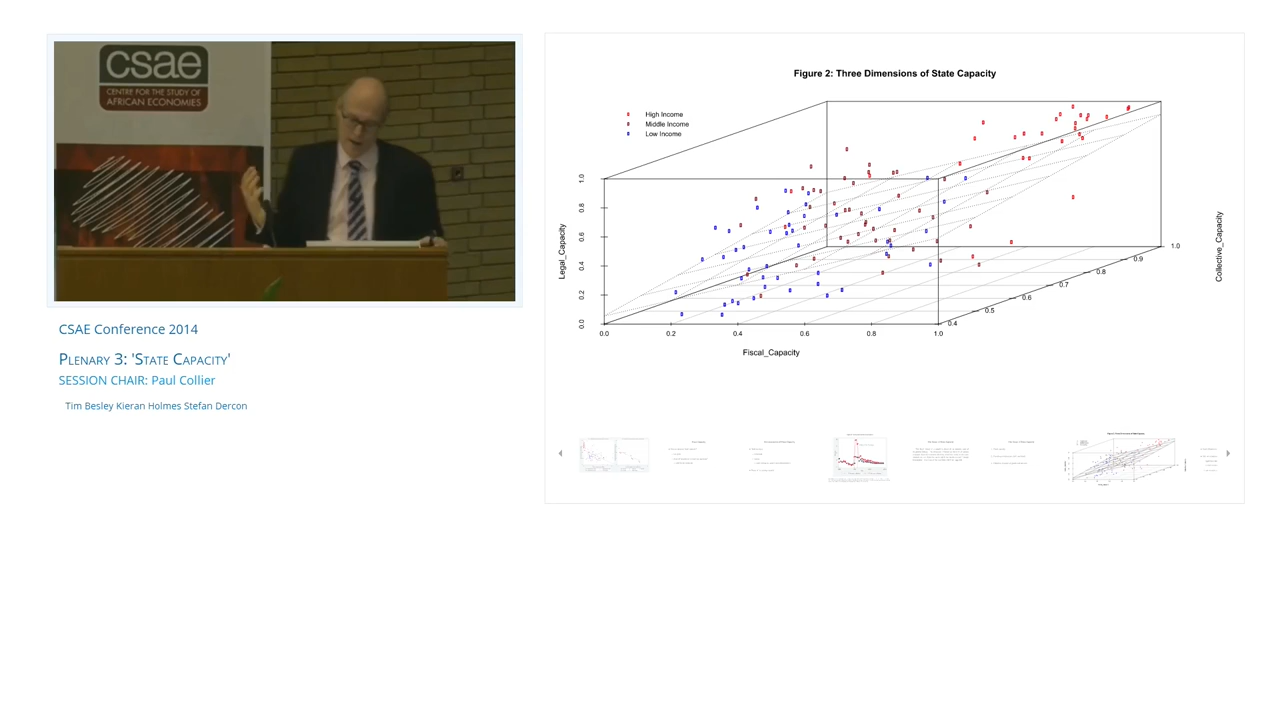 csae
CENTRE FOR THE STUDY OF
AFRICAN ECONOMIES
CSAE Conference 2014
Plenary 3: 'State Capacity'
SESSION CHAIR: Paul Collier
Tim Besley Kieran Holmes Stefan Dercon
Figure 2: Three Dimensions of State Capacity
High Income
Middle Income
Low Income
Legal_Capacity
0.0
0.2
0.4
0.6
0.8
1.0
Fiscal_Capacity
0.0
0.2
0.4
0.6
0.8
1.0
Collective_Capacity
0.4
0.5
0.6
0.7
0.8
0.9
1.0